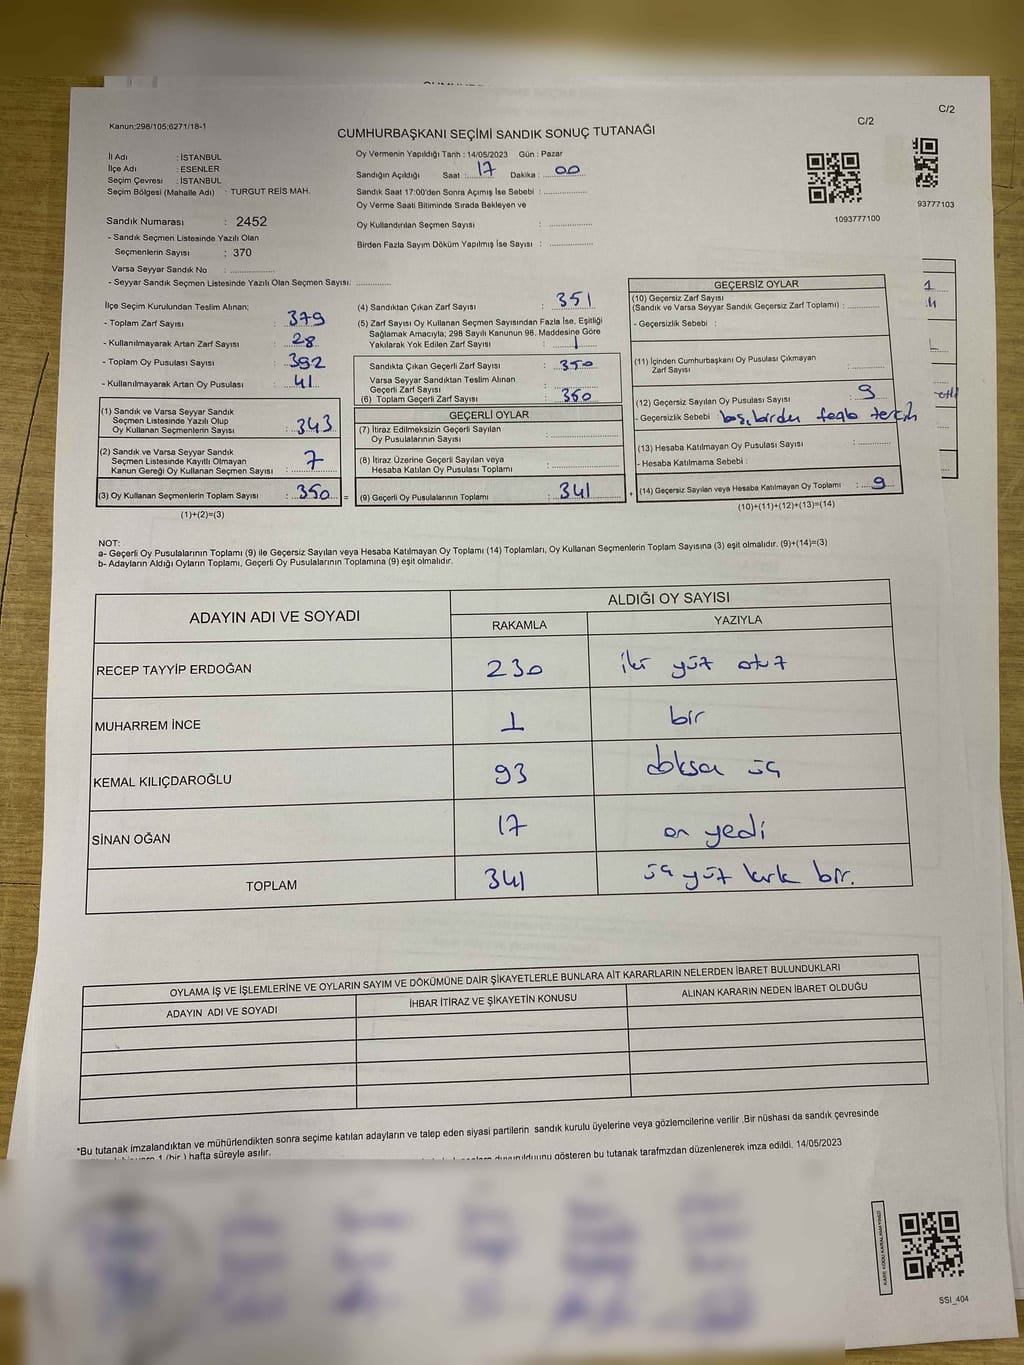 Kanun:298/105;6271/18-1
CUMHURBAŞKANI SEÇİMİ SANDIK SONUÇ TUTANAĞI
C/2
C/2
İl Adı : İSTANBUL
İlçe Adı : ESENLER
Seçim Çevresi : İSTANBUL
Seçim Bölgesi (Mahalle Adı) : TURGUT REİS MAH.
Oy Vermenin Yapıldığı Tarih : 14/05/2023 Gün : Pazar
Sandığın Açıldığı Saat : 17 Dakika : 00
Sandık Saat 17:00'den Sonra Açımış İse Sebebi :
Oy Verme Saati Bitiminde Sırada Bekleyen ve
Oy Kullandırılan Seçmen Sayısı :
Birden Fazla Sayım Döküm Yapılmış İse Sayısı :
1093777100
93777103
Sandık Numarası : 2452
- Sandık Seçmen Listesinde Yazılı Olan
Seçmenlerin Sayısı : 370
Varsa Seyyar Sandık No :
- Seyyar Sandık Seçmen Listesinde Yazılı Olan Seçmen Sayısı:
İlçe Seçim Kurulundan Teslim Alınan:
- Toplam Zarf Sayısı : 379
- Kullanılmayarak Artan Zarf Sayısı : 28
- Toplam Oy Pusulası Sayısı : 392
- Kullanılmayarak Artan Oy Pusulası : 41
(1) Sandık ve Varsa Seyyar Sandık
Seçmen Listesinde Yazılı Olup
Oy Kullanan Seçmenlerin Sayısı : 343
(2) Sandık ve Varsa Seyyar Sandık
Seçmen Listesinde Kayıtlı Olmayan
Kanun Gereği Oy Kullanan Seçmen Sayısı : 7
(3) Oy Kullanan Seçmenlerin Toplam Sayısı : 350 =
(1)+(2)=(3)
(4) Sandıktan Çıkan Zarf Sayısı : 351
(5) Zarf Sayısı Oy Kullanan Seçmen Sayısından Fazla İse, Eşitliği
Sağlamak Amacıyla; 298 Sayılı Kanunun 98. Maddesine Göre
Yakılarak Yok Edilen Zarf Sayısı : 1
Sandıkta Çıkan Geçerli Zarf Sayısı : 350
Varsa Seyyar Sandıktan Teslim Alınan
Geçerli Zarf Sayısı :
(6) Toplam Geçerli Zarf Sayısı : 350
GEÇERLİ OYLAR
(7) İtiraz Edilmeksizin Geçerli Sayılan
Oy Pusulalarının Sayısı :
(8) İtiraz Üzerine Geçerli Sayılan veya
Hesaba Katılan Oy Pusulası Toplamı :
(9) Geçerli Oy Pusulalarının Toplamı : 341 +
GEÇERSİZ OYLAR
(10) Geçersiz Zarf Sayısı
(Sandık ve Varsa Seyyar Sandık Geçersiz Zarf Toplamı) :
- Geçersizlik Sebebi :
(11) İçinden Cumhurbaşkanı Oy Pusulası Çıkmayan
Zarf Sayısı :
(12) Geçersiz Sayılan Oy Pusulası Sayısı : 9
- Geçersizlik Sebebi : boş, birden fazla tercih
(13) Hesaba Katılmayan Oy Pusulası Sayısı :
- Hesaba Katılmama Sebebi :
(14) Geçersiz Sayılan veya Hesaba Katılmayan Oy Toplamı : 9
(10)+(11)+(12)+(13)=(14)
NOT:
a- Geçerli Oy Pusulalarının Toplamı (9) ile Geçersiz Sayılan veya Hesaba Katılmayan Oy Toplamı (14) Toplamları, Oy Kullanan Seçmenlerin Toplam Sayısına (3) eşit olmalıdır. (9)+(14)=(3)
b- Adayların Aldığı Oyların Toplamı, Geçerli Oy Pusulalarının Toplamına (9) eşit olmalıdır.
ADAYIN ADI VE SOYADI
ALDIĞI OY SAYISI
RAKAMLA YAZIYLA
RECEP TAYYİP ERDOĞAN 230 iki yüz otuz
MUHARREM İNCE 1 bir
KEMAL KILIÇDAROĞLU 93 doksan üç
SİNAN OĞAN 17 on yedi
TOPLAM 341 üç yüz kırk bir.
OYLAMA İŞ VE İŞLEMLERİNE VE OYLARIN SAYIM VE DÖKÜMÜNE DAİR ŞİKAYETLERLE BUNLARA AİT KARARLARIN NELERDEN İBARET BULUNDUKLARI
ADAYIN ADI VE SOYADI İHBAR İTİRAZ VE ŞİKAYETİN KONUSU ALINAN KARARIN NEDEN İBARET OLDUĞU
*Bu tutanak imzalandıktan ve mühürlendikten sonra seçime katılan adayların ve talep eden siyasi partilerin sandık kurulu üyelerine veya gözlemcilerine verilir .Bir nüshası da sandık çevresinde
1 (bir ) hafta süreyle asılır.
duyurulduğunu gösteren bu tutanak tarafmzdan düzenlenerek imza edildi. 14/05/2023
SSİ_404